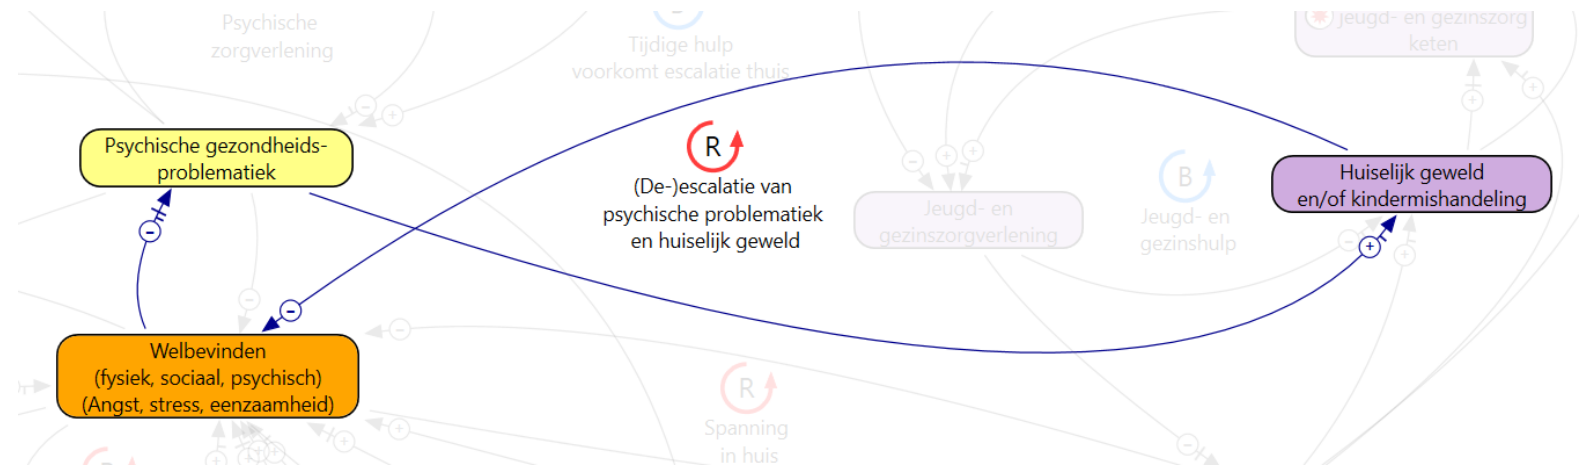 Psychische
zorgverlening
Tijdige hulp
voorkomt escalatie thuis
Jeugd- en gezinszorg
keten
Psychische gezondheids-
problematiek
R
(De-)escalatie van
psychische problematiek
en huiselijk geweld
Jeugd- en
gezinszorgverlening
B
Jeugd- en
gezinshulp
Huiselijk geweld
en/of kindermishandeling
Welbevinden
(fysiek, sociaal, psychisch)
(Angst, stress, eenzaamheid)
R
Spanning
in huis